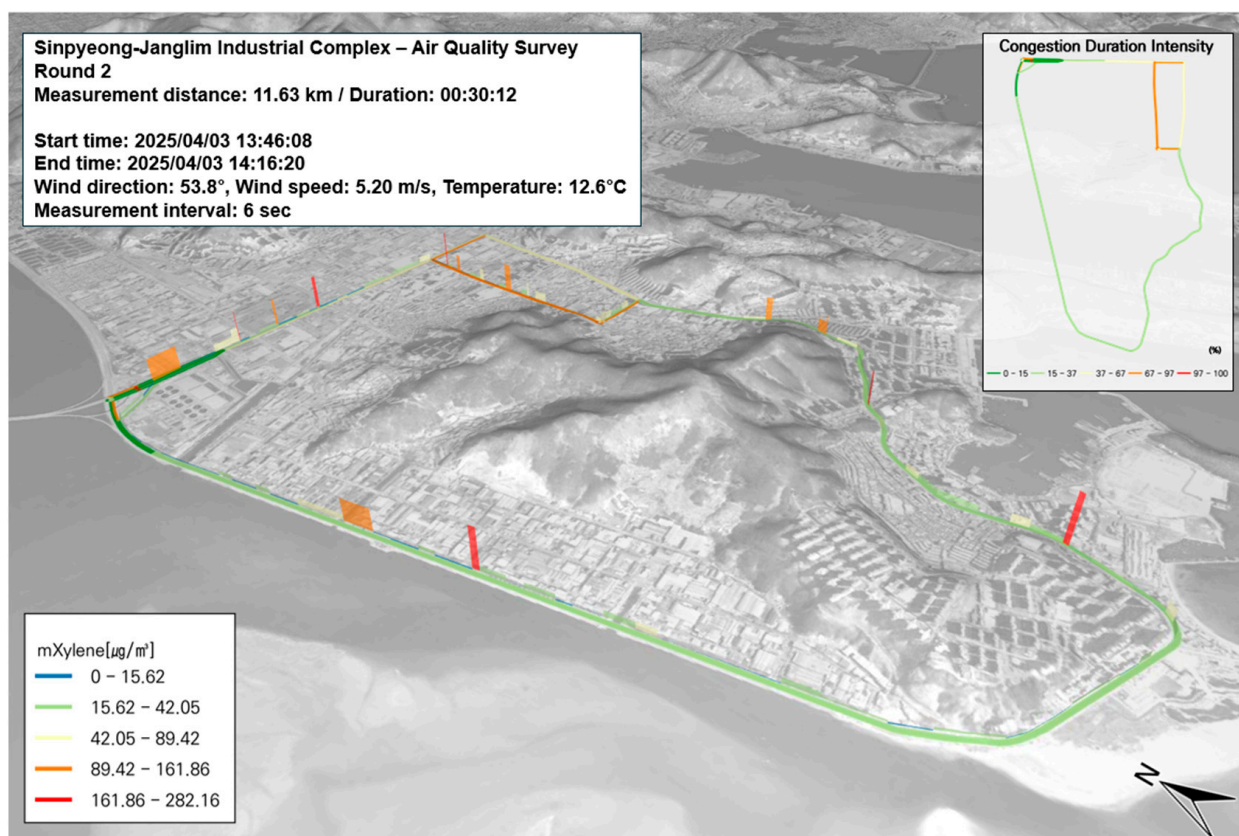 Sinpyeong-Janglim Industrial Complex – Air Quality Survey
Round 2
Measurement distance: 11.63 km / Duration: 00:30:12
Start time: 2025/04/03 13:46:08
End time: 2025/04/03 14:16:20
Wind direction: 53.8°, Wind speed: 5.20 m/s, Temperature: 12.6°C
Measurement interval: 6 sec
Congestion Duration Intensity
(%)
0 – 15 15 – 37 37 – 67 67 – 97 97 – 100
mXylene[㎍/㎥]
0 – 15.62
15.62 – 42.05
42.05 – 89.42
89.42 – 161.86
161.86 – 282.16
N